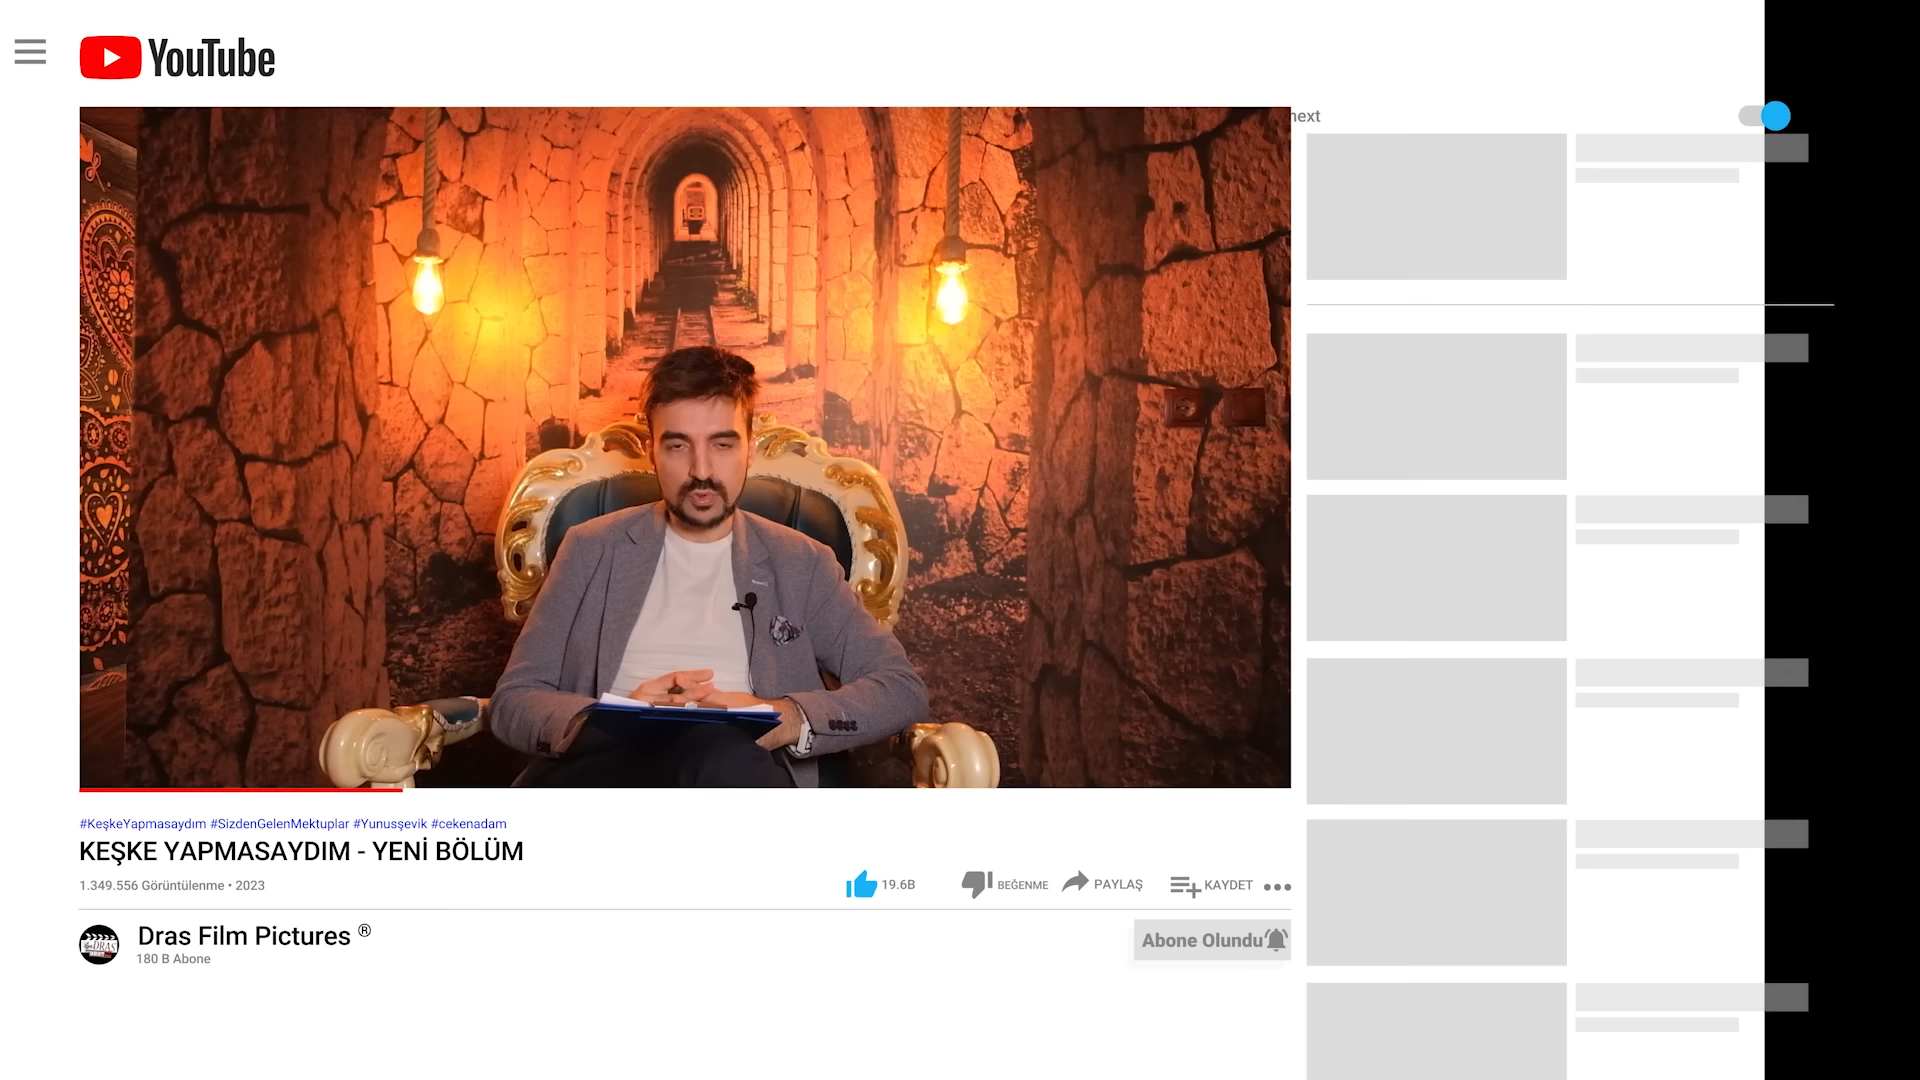 YouTube
next
#KeşkeYapmasaydım #SizdenGelenMektuplar #Yunusşevik #cekenadam
KEŞKE YAPMASAYDIM - YENİ BÖLÜM
1.349.556 Görüntülenme • 2023
19.6B
BEĞENME
PAYLAŞ
KAYDET
Dras Film Pictures ®
180 B Abone
Abone Olundu
DRAS